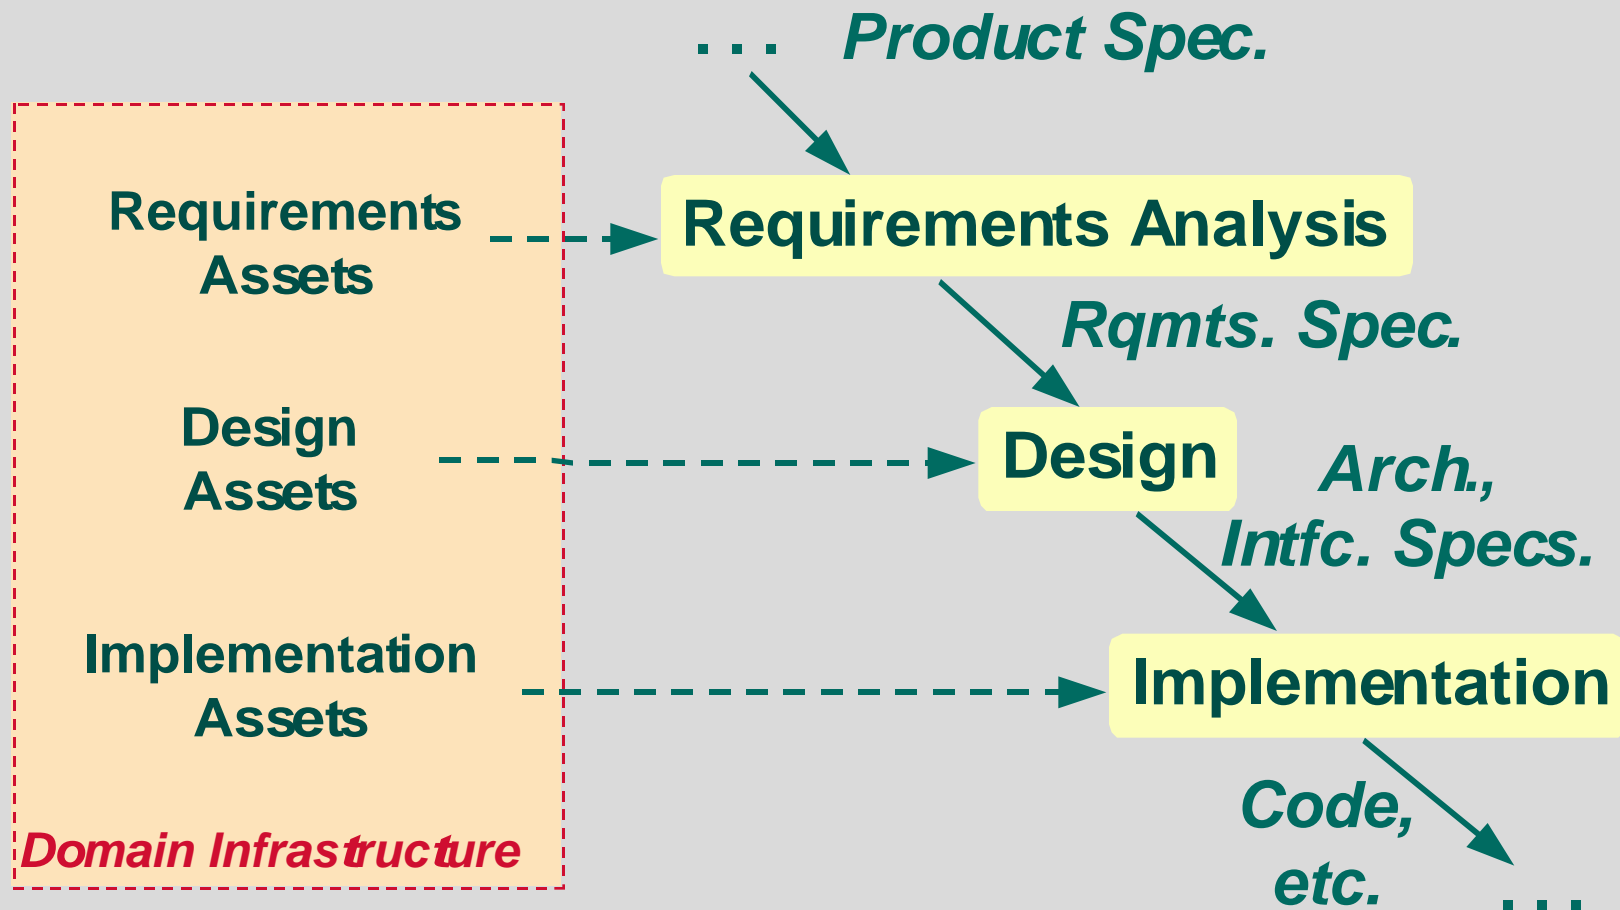 ... Product Spec.
Requirements
Assets
Requirements Analysis
Rqmts. Spec.
Design
Assets
Design
Arch.,
Intfc. Specs.
Implementation
Assets
Implementation
Code,
etc.
...
Domain Infrastructure